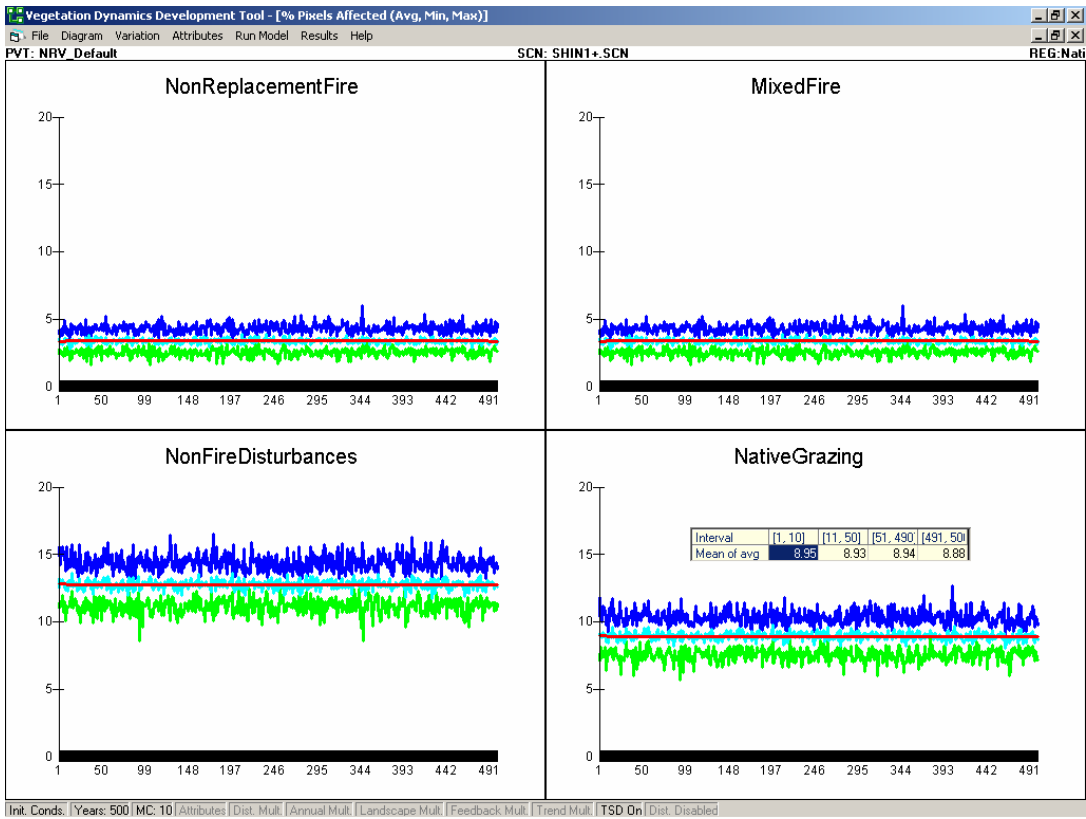 Vegetation Dynamics Development Tool - [% Pixels Affected (Avg, Min, Max)]
File Diagram Variation Attributes Run Model Results Help
PVT: NRV_Default SCN: SHIN1+.SCN REG:Nati
NonReplacementFire
20
15
10
5
0
1 50 99 148 197 246 295 344 393 442 491
MixedFire
20
15
10
5
0
1 50 99 148 197 246 295 344 393 442 491
NonFireDisturbances
20
15
10
5
0
1 50 99 148 197 246 295 344 393 442 491
NativeGrazing
20
Interval [1, 10] [11, 50] [51, 490] [491, 50
15
Mean of avg 8.95 8.93 8.94 8.88
10
5
0
1 50 99 148 197 246 295 344 393 442 491
Init. Conds. Years: 500 MC: 10 Attributes Dist. Mult. Annual Mult. Landscape Mult. Feedback Mult. Trend Mult. TSD On Dist. Disabled